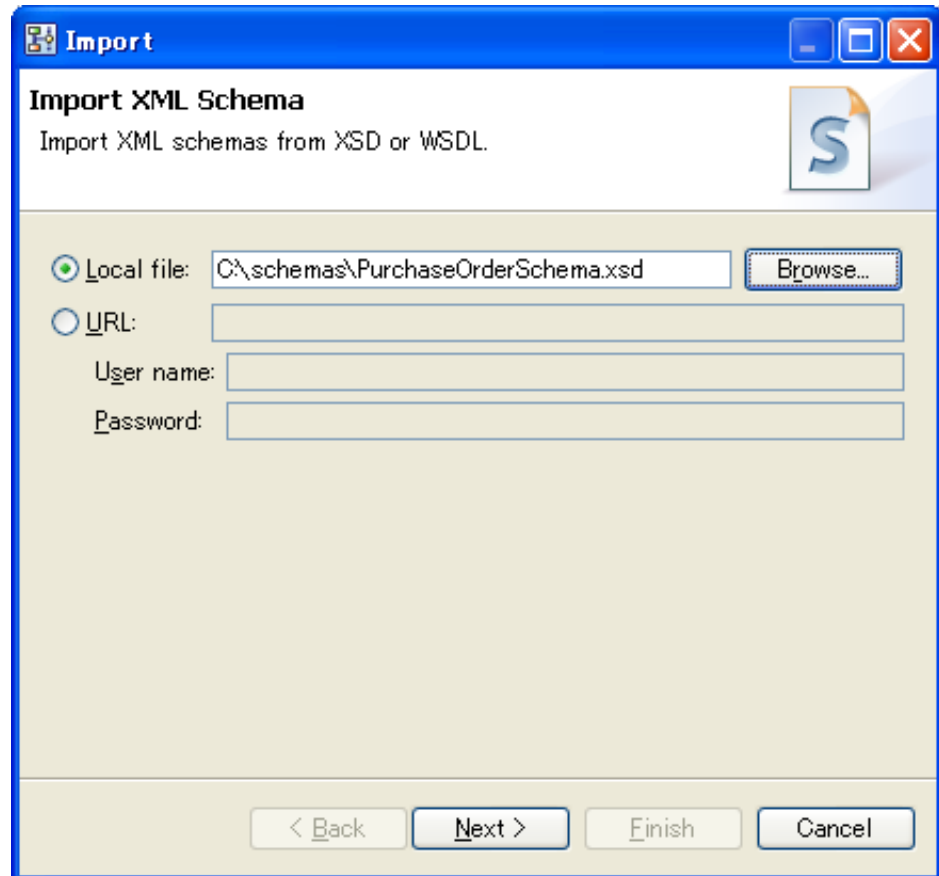 Import
Import XML Schema
Import XML schemas from XSD or WSDL.
S
Local file: C:\schemas\PurchaseOrderSchema.xsd Browse...
URL:
User name:
Password:
< Back Next > Finish Cancel